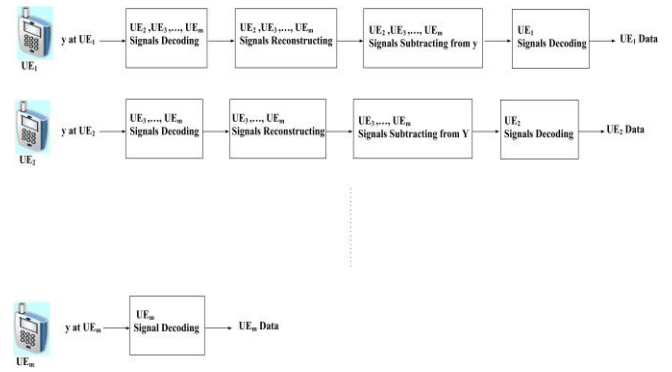 UE₂ ,UE₃ ,…, UEₘ
Signals Decoding
UE₂ ,UE₃,…, UEₘ
Signals Reconstructing
UE₂ ,UE₃,…, UEₘ
Signals Subtracting from y
UE₁
Signals Decoding
y at UE₁
UE₁ Data
UE₁
UE₃,…, UEₘ
Signals Decoding
UE₃,…, UEₘ
Signals Reconstructing
UE₃,…, UEₘ
Signals Subtracting from Y
UE₂
Signals Decoding
y at UE₂
UE₂ Data
UE₂
UEₘ
Signal Decoding
y at UEₘ
UEₘ Data
UEₘ